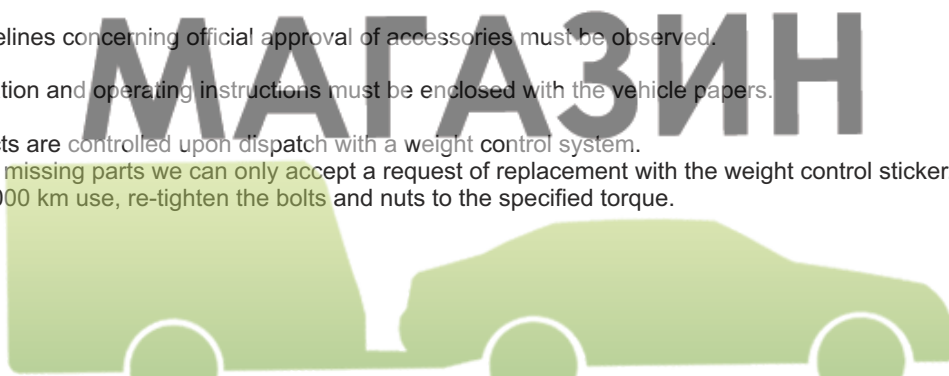 elines concerning official approval of accessories must be observed.
МАГАЗИН
tion and operating instructions must be enclosed with the vehicle papers.
cts are controlled upon dispatch with a weight control system.
missing parts we can only accept a request of replacement with the weight control sticker
000 km use, re-tighten the bolts and nuts to the specified torque.